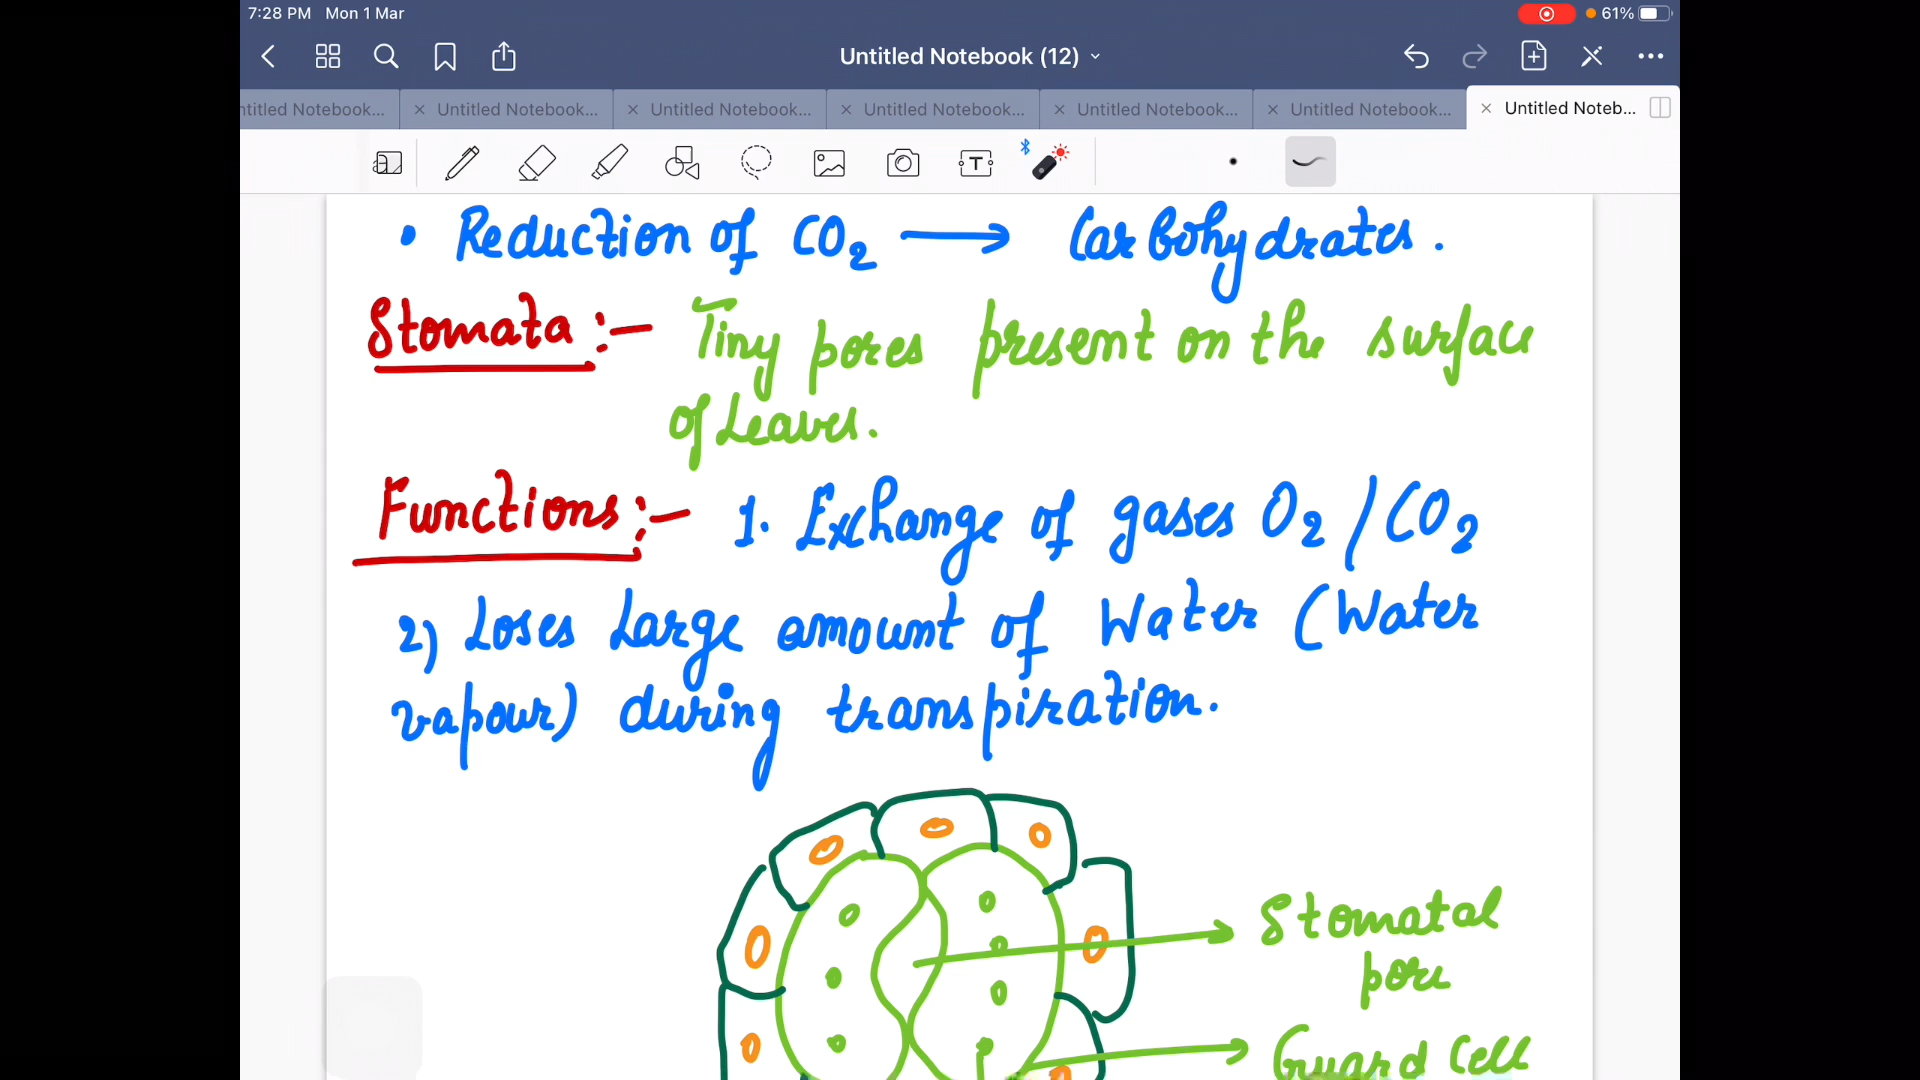 7:28 PM Mon 1 Mar
61%
Untitled Notebook (12)
ntitled Notebook... Untitled Notebook... Untitled Notebook... Untitled Notebook... Untitled Notebook... Untitled Notebook... Untitled Noteb...
• Reduction of CO₂ ⟶ Carbohydrates.
Stomata :- Tiny pores present on the surface
of Leaves.
Functions :- 1. Exchange of gases O₂ / CO₂
2) Loses Large amount of Water (Water
vapour) during transpiration.
Stomatal
pore
Guard Cell